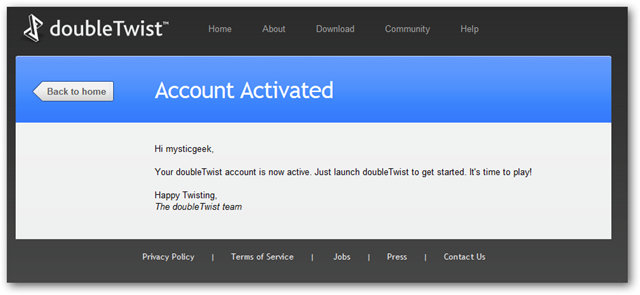 doubleTwist™ Home About Download Community Help
Back to home Account Activated
Hi mysticgeek,
Your doubleTwist account is now active. Just launch doubleTwist to get started. It's time to play!
Happy Twisting,
The doubleTwist team
Privacy Policy | Terms of Service | Jobs | Press | Contact Us